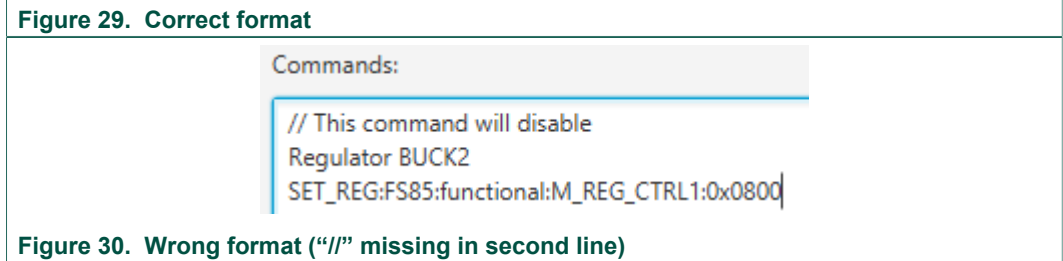 Figure 29. Correct format
Commands:
// This command will disable
Regulator BUCK2
SET_REG:FS85:functional:M_REG_CTRL1:0x0800
Figure 30. Wrong format (“//” missing in second line)